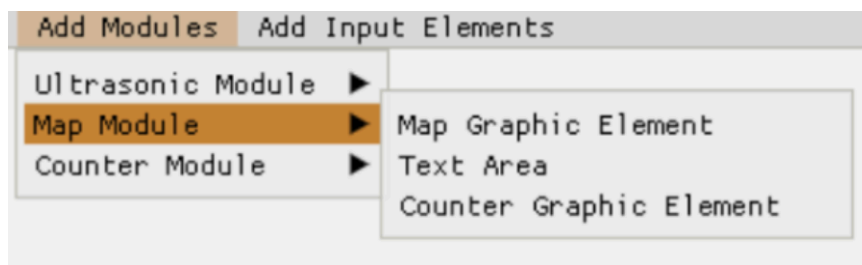 Add Modules Add Input Elements
Ultrasonic Module
Map Module
Counter Module
Map Graphic Element
Text Area
Counter Graphic Element